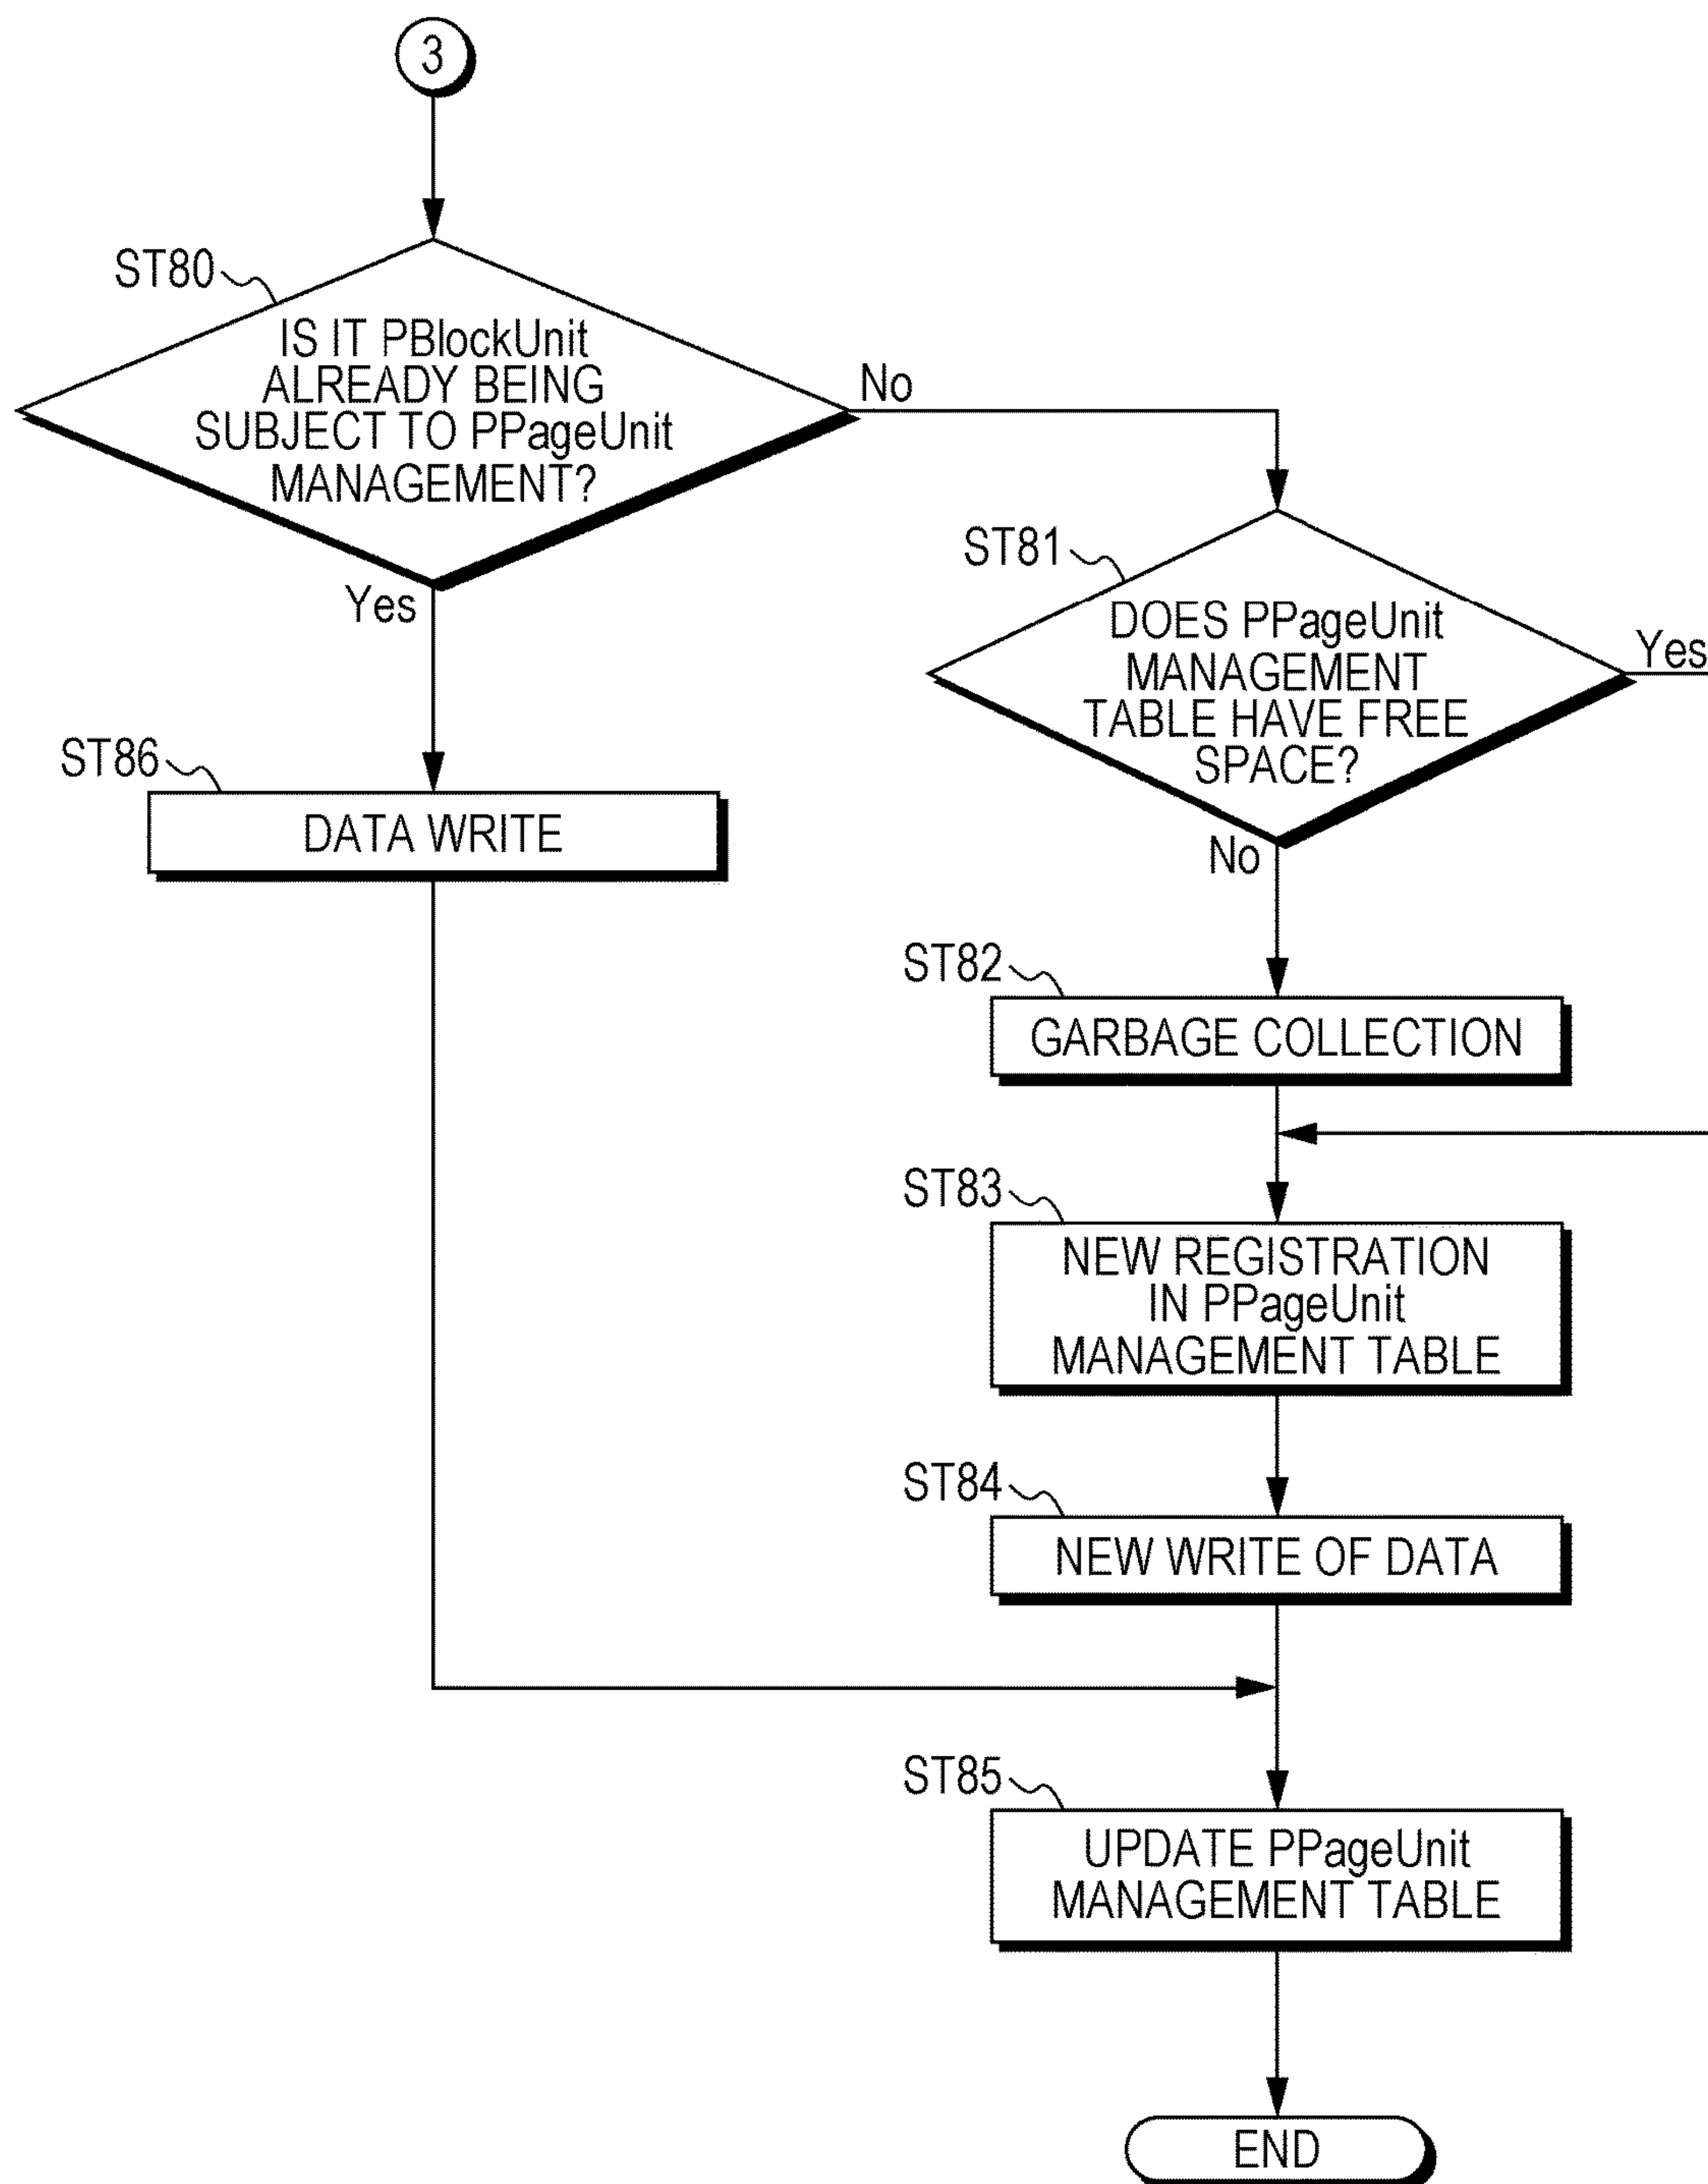 3
ST80
IS IT PBlockUnit
ALREADY BEING
SUBJECT TO PPageUnit
MANAGEMENT?
No
Yes
ST81
DOES PPageUnit
MANAGEMENT
TABLE HAVE FREE
SPACE?
Yes
No
ST86
DATA WRITE
ST82
GARBAGE COLLECTION
ST83
NEW REGISTRATION
IN PPageUnit
MANAGEMENT TABLE
ST84
NEW WRITE OF DATA
ST85
UPDATE PPageUnit
MANAGEMENT TABLE
END